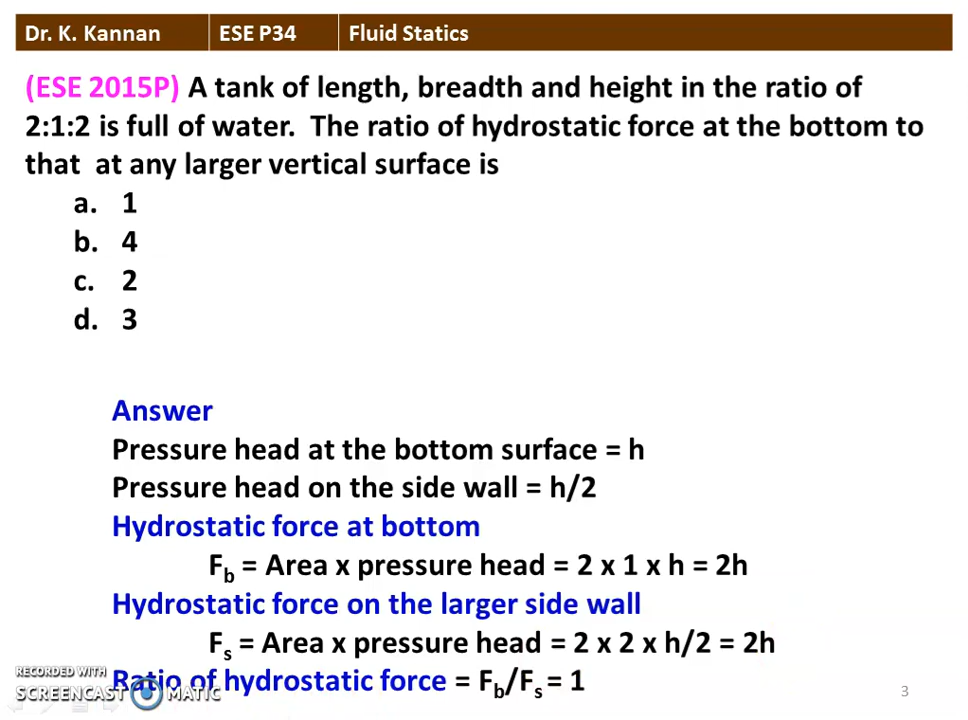 Dr. K. Kannan ESE P34 Fluid Statics
(ESE 2015P) A tank of length, breadth and height in the ratio of
2:1:2 is full of water. The ratio of hydrostatic force at the bottom to
that at any larger vertical surface is
a. 1
b. 4
c. 2
d. 3
Answer
Pressure head at the bottom surface = h
Pressure head on the side wall = h/2
Hydrostatic force at bottom
F_b = Area x pressure head = 2 x 1 x h = 2h
Hydrostatic force on the larger side wall
F_s = Area x pressure head = 2 x 2 x h/2 = 2h
Ratio of hydrostatic force = F_b/F_s = 1
RECORDED WITH
SCREENCAST MATIC
3